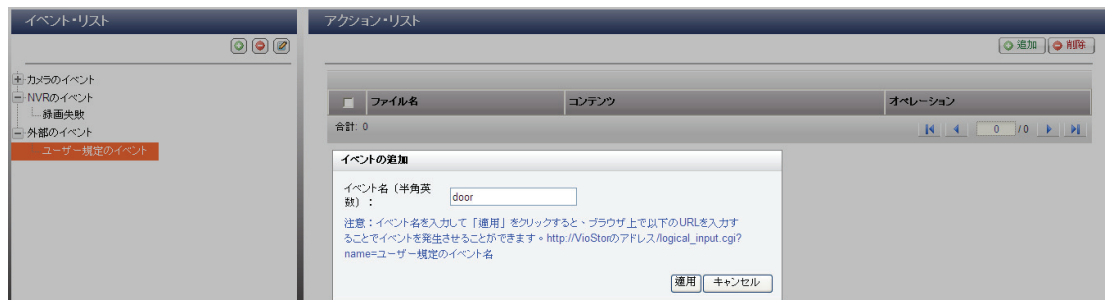 イベント・リスト
アクション・リスト
追加 削除
カメラのイベント
NVRのイベント
録画失敗
外部のイベント
ユーザー規定のイベント
ファイル名 コンテンツ オペレーション
合計: 0
0 / 0
イベントの追加
イベント名（半角英
数）：
door
注意：イベント名を入力して「適用」をクリックすると、ブラウザ上で以下のURLを入力す
ることでイベントを発生させることができます。http://VioStorのアドレス/logical_input.cgi?
name=ユーザー規定のイベント名
適用 キャンセル